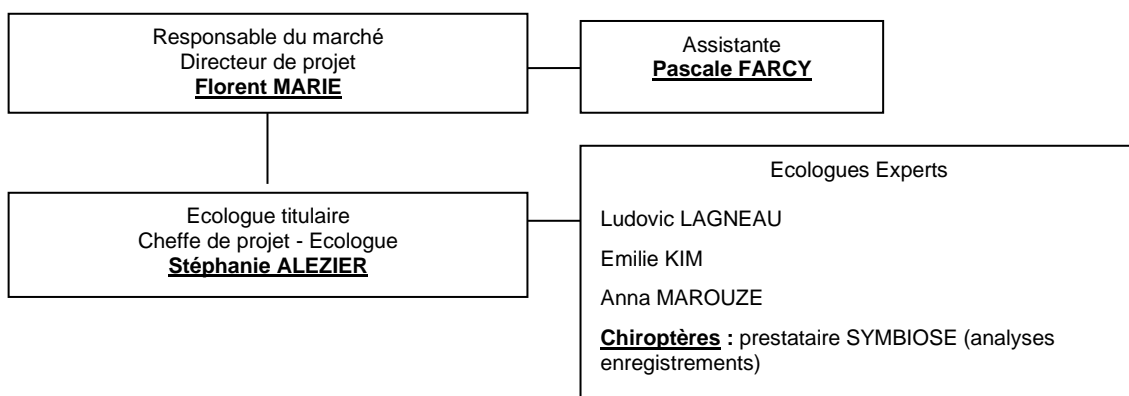 Responsable du marché
Directeur de projet
Florent MARIE
Assistante
Pascale FARCY
Ecologue titulaire
Cheffe de projet - Ecologue
Stéphanie ALEZIER
Ecologues Experts
Ludovic LAGNEAU
Emilie KIM
Anna MAROUZE
Chiroptères : prestataire SYMBIOSE (analyses
enregistrements)